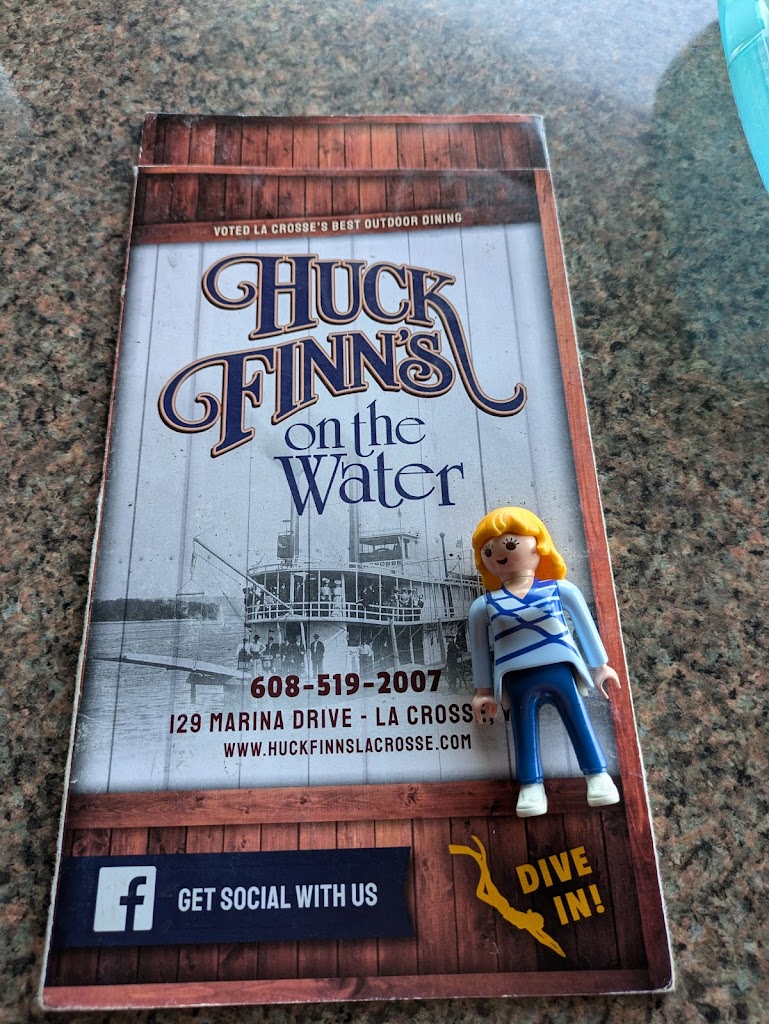 VOTED LA CROSSE'S BEST OUTDOOR DINING
HUCK
FINN'S
on the
Water
608-519-2007
129 MARINA DRIVE - LA CROSSE,
WWW.HUCKFINNSLACROSSE.COM
f GET SOCIAL WITH US
DIVE
IN!